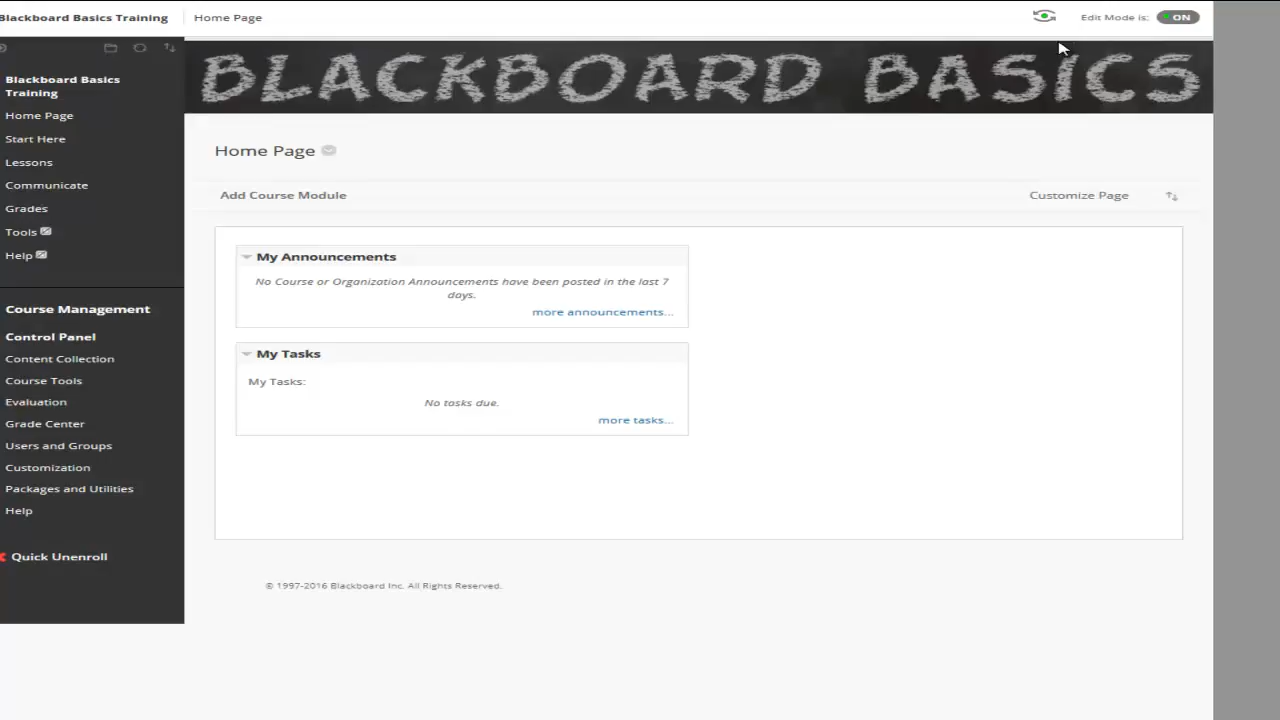 Blackboard Basics Training
Home Page
Edit Mode is:
ON
BLACKBOARD BASICS
Blackboard Basics
Training
Home Page
Start Here
Lessons
Communicate
Grades
Tools
Help
Course Management
Control Panel
Content Collection
Course Tools
Evaluation
Grade Center
Users and Groups
Customization
Packages and Utilities
Help
Quick Unenroll
Home Page
Add Course Module
Customize Page
My Announcements
No Course or Organization Announcements have been posted in the last 7
days.
more announcements...
My Tasks
My Tasks:
No tasks due.
more tasks...
© 1997-2016 Blackboard Inc. All Rights Reserved.